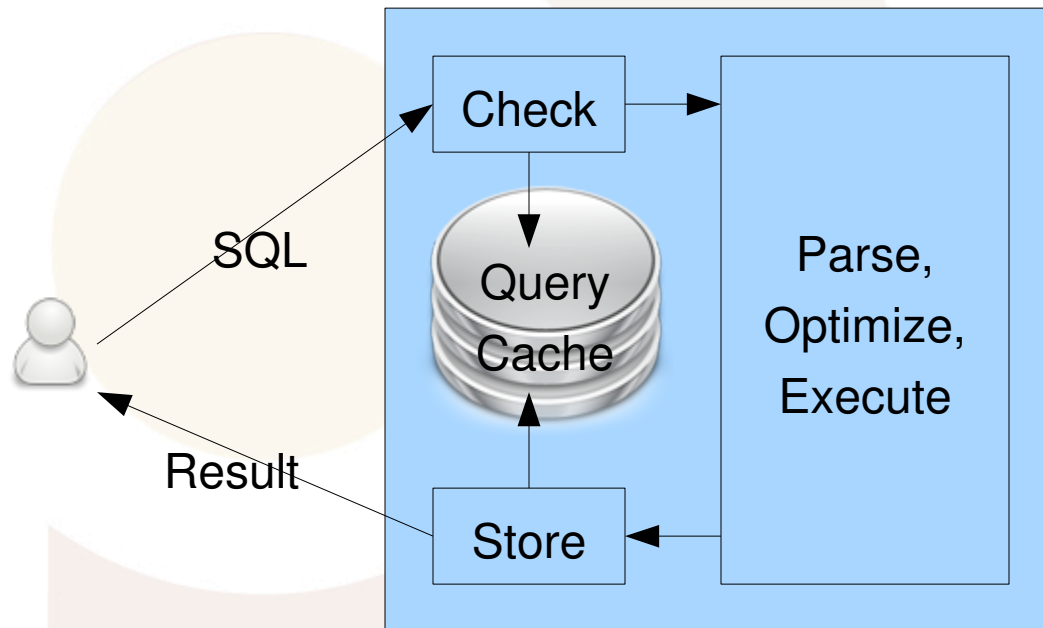 Check
SQL
Query
Cache
Parse,
Optimize,
Execute
Result
Store